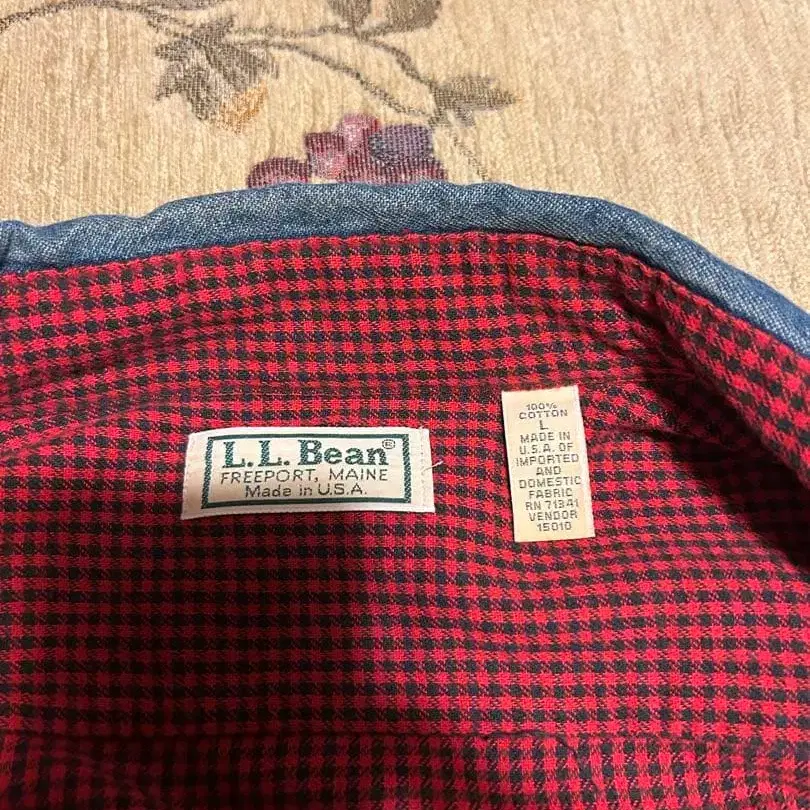 L.L. Bean®
FREEPORT, MAINE
Made in U.S.A.
100%
COTTON
L
MADE IN
U.S.A. OF
IMPORTED
AND
DOMESTIC
FABRIC
RN 71341
VENDOR
15010